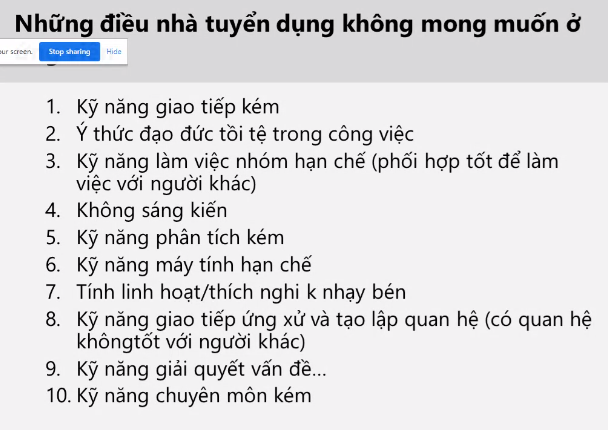 Những điều nhà tuyển dụng không mong muốn ở
our screen. Stop sharing Hide
1. Kỹ năng giao tiếp kém
2. Ý thức đạo đức tồi tệ trong công việc
3. Kỹ năng làm việc nhóm hạn chế (phối hợp tốt để làm
việc với người khác)
4. Không sáng kiến
5. Kỹ năng phân tích kém
6. Kỹ năng máy tính hạn chế
7. Tính linh hoạt/thích nghi k nhạy bén
8. Kỹ năng giao tiếp ứng xử và tạo lập quan hệ (có quan hệ
khôngtốt với người khác)
9. Kỹ năng giải quyết vấn đề...
10. Kỹ năng chuyên môn kém